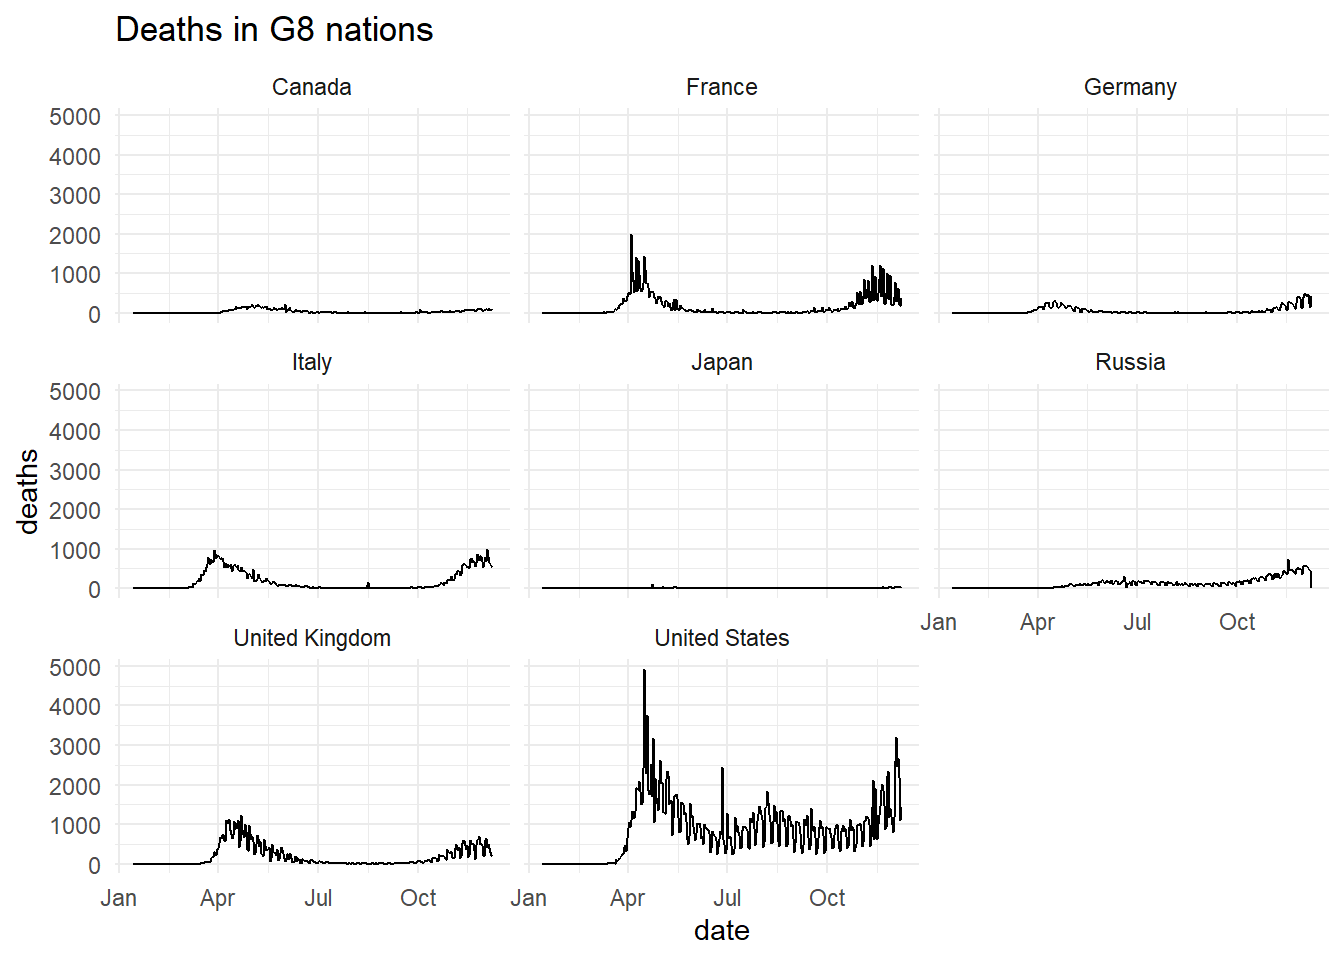 Deaths in G8 nations
Canada France Germany
5000
4000
3000
2000
1000
0
Italy Japan Russia
5000
4000
3000
2000
1000
0
deaths
Jan Apr Jul Oct
United Kingdom United States
5000
4000
3000
2000
1000
0
Jan Apr Jul Oct Jan Apr Jul Oct
date